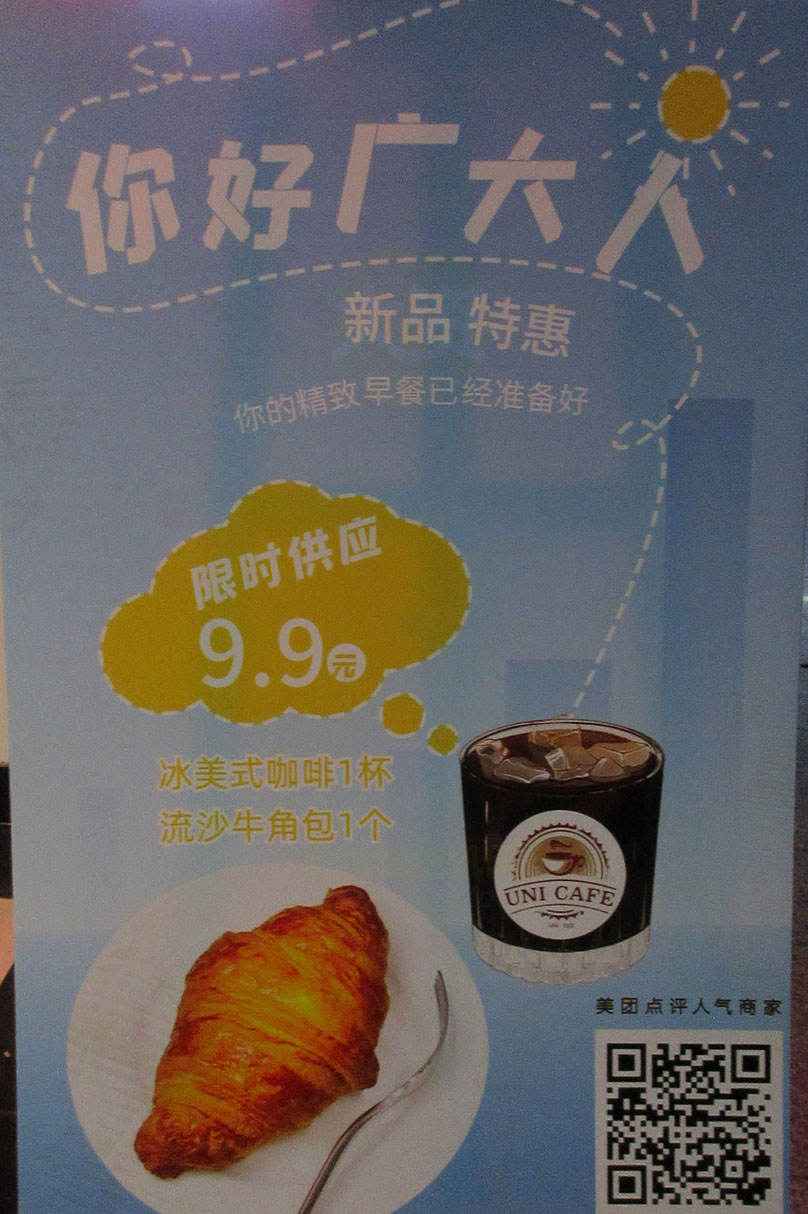 你好广大人
新品 特惠
你的精致早餐已经准备好
限时供应
9.9元
冰美式咖啡1杯
流沙牛角包1个
UNI CAFE
美团点评人气商家